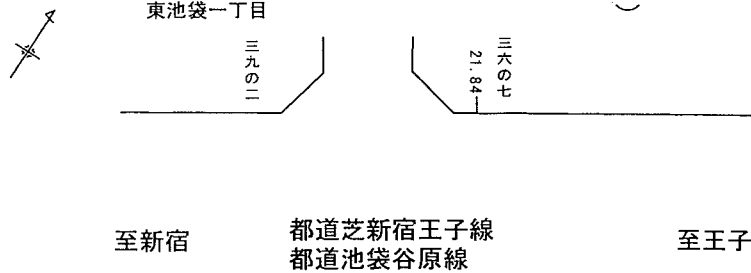 東池袋一丁目
三九の二
三六の七
21.84
至新宿
都道芝新宿王子線
都道池袋谷原線
至王子